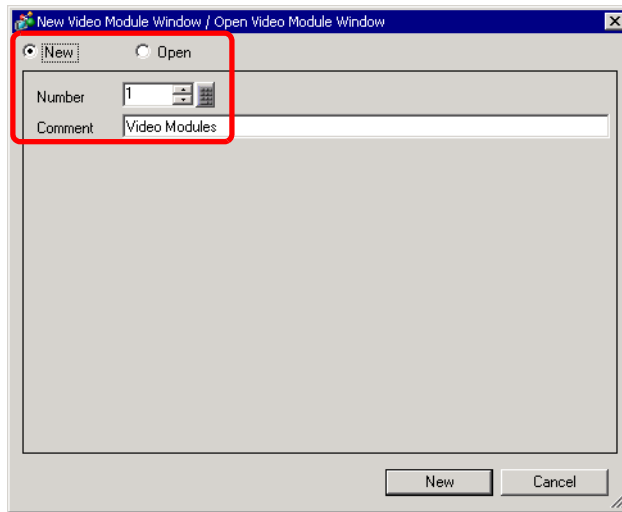 New Video Module Window / Open Video Module Window
New Open
Number 1
Comment Video Modules
New Cancel